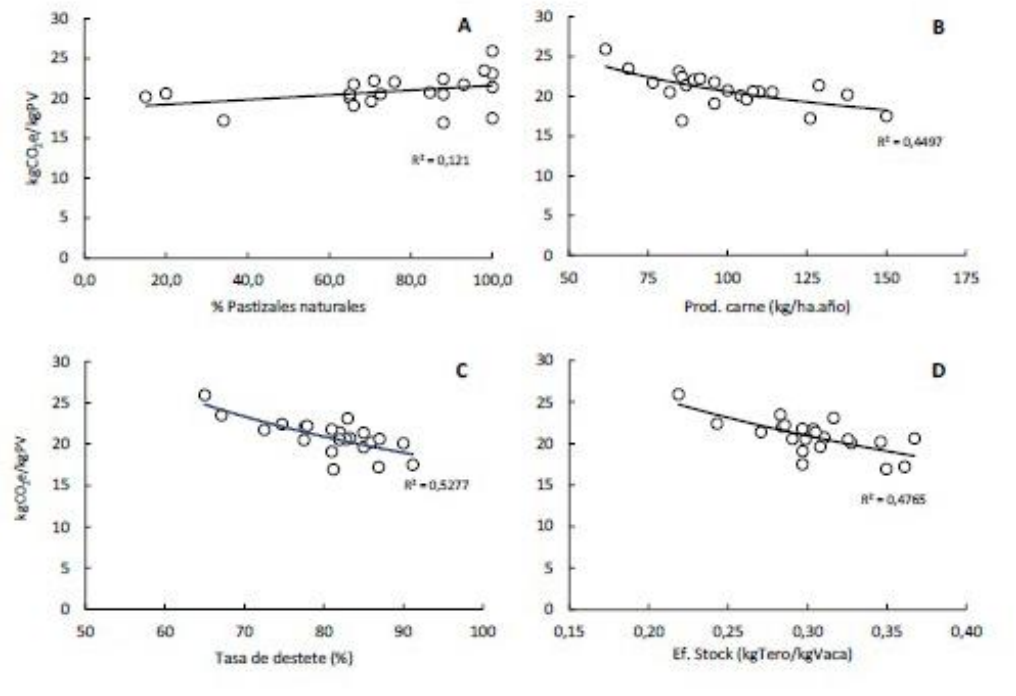 A
30
25
20
15
10
5
0
kgCO₂e/kgPV
R² = 0,121
0,0 20,0 40,0 60,0 80,0 100,0
% Pastizales naturales
B
30
25
20
15
10
5
0
R² = 0,4497
50 75 100 125 150 175
Prod. carne (kg/ha.año)
C
30
25
20
15
10
5
0
kgCO₂e/kgPV
R² = 0,5277
50 60 70 80 90 100
Tasa de destete (%)
D
30
25
20
15
10
5
0
R² = 0,4765
0,15 0,20 0,25 0,30 0,35 0,40
Ef. Stock (kgTero/kgVaca)